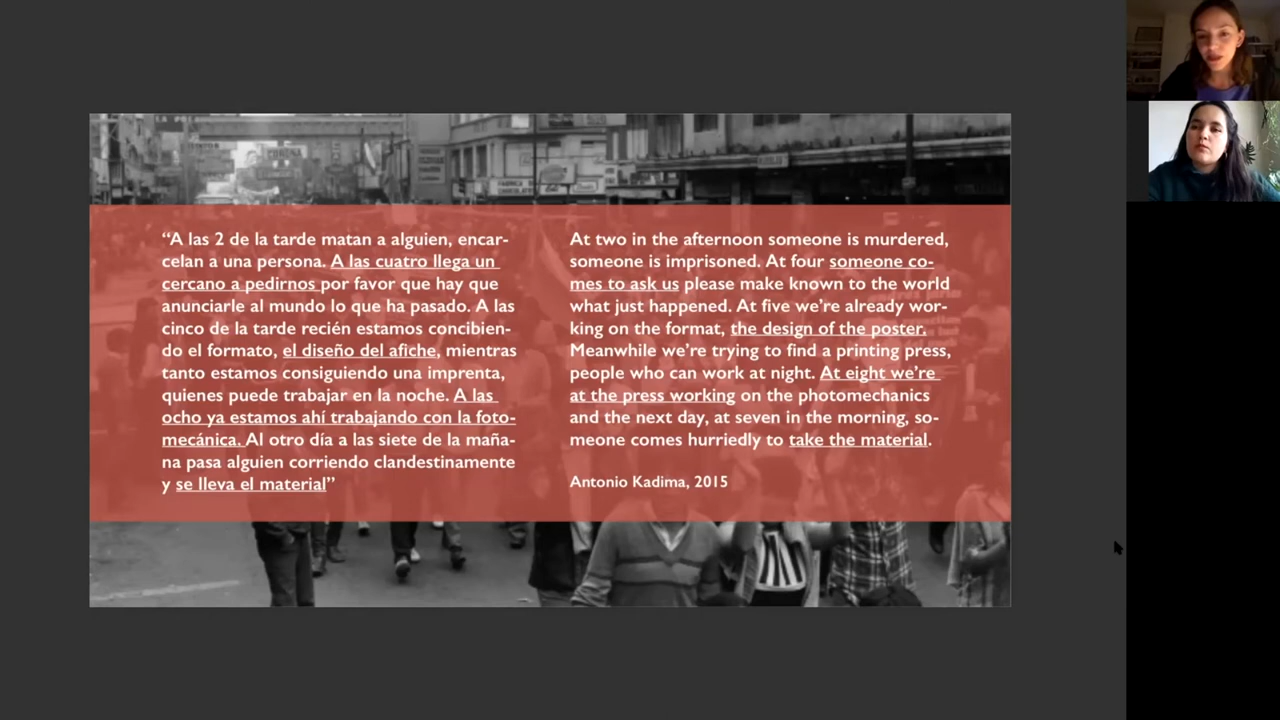 CORONA
FABRICA
CHOCOLATES
“A las 2 de la tarde matan a alguien, encar-
celan a una persona. A las cuatro llega un
cercano a pedirnos por favor que hay que
anunciarle al mundo lo que ha pasado. A las
cinco de la tarde recién estamos concibien-
do el formato, el diseño del afiche, mientras
tanto estamos consiguiendo una imprenta,
quienes puede trabajar en la noche. A las
ocho ya estamos ahí trabajando con la foto-
mecánica. Al otro día a las siete de la maña-
na pasa alguien corriendo clandestinamente
y se lleva el material”
At two in the afternoon someone is murdered,
someone is imprisoned. At four someone co-
mes to ask us please make known to the world
what just happened. At five we’re already wor-
king on the format, the design of the poster.
Meanwhile we’re trying to find a printing press,
people who can work at night. At eight we’re
at the press working on the photomechanics
and the next day, at seven in the morning, so-
meone comes hurriedly to take the material.
Antonio Kadima, 2015